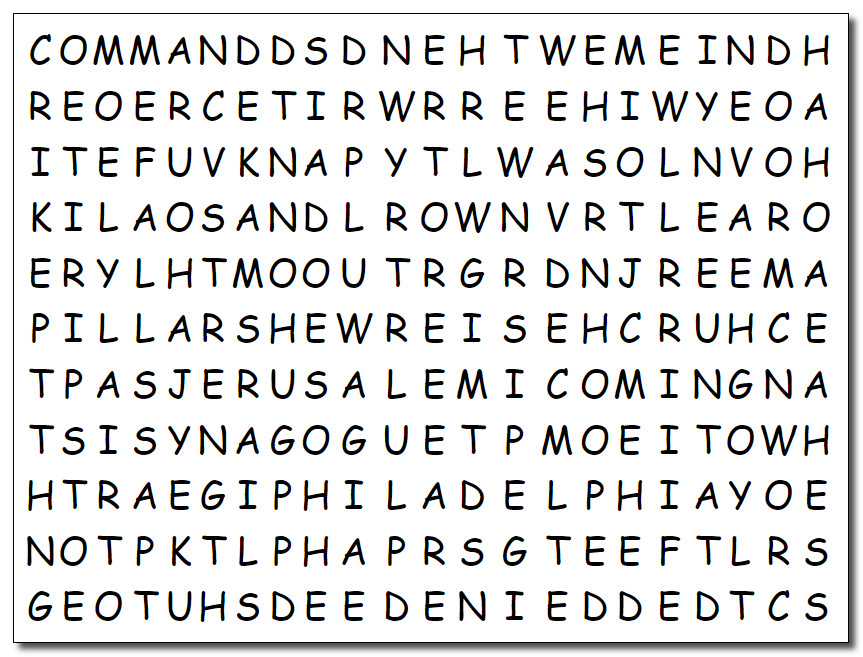 C O M M A N D D S D N E H T W E M E I N D H
R E O E R C E T I R W R R E E H I W Y E O A
I T E F U V K N A P Y T L W A S O L N V O H
K I L A O S A N D L R O W N V R T L E A R O
E R Y L H T M O O U T R G R D N J R E E M A
P I L L A R S H E W R E I S E H C R U H C E
T P A S J E R U S A L E M I C O M I N G N A
T S I S Y N A G O G U E T P M O E I T O W H
H T R A E G I P H I L A D E L P H I A Y O E
N O T P K T L P H A P R S G T E E F T L R S
G E O T U H S D E E D E N I E D D E D T C S